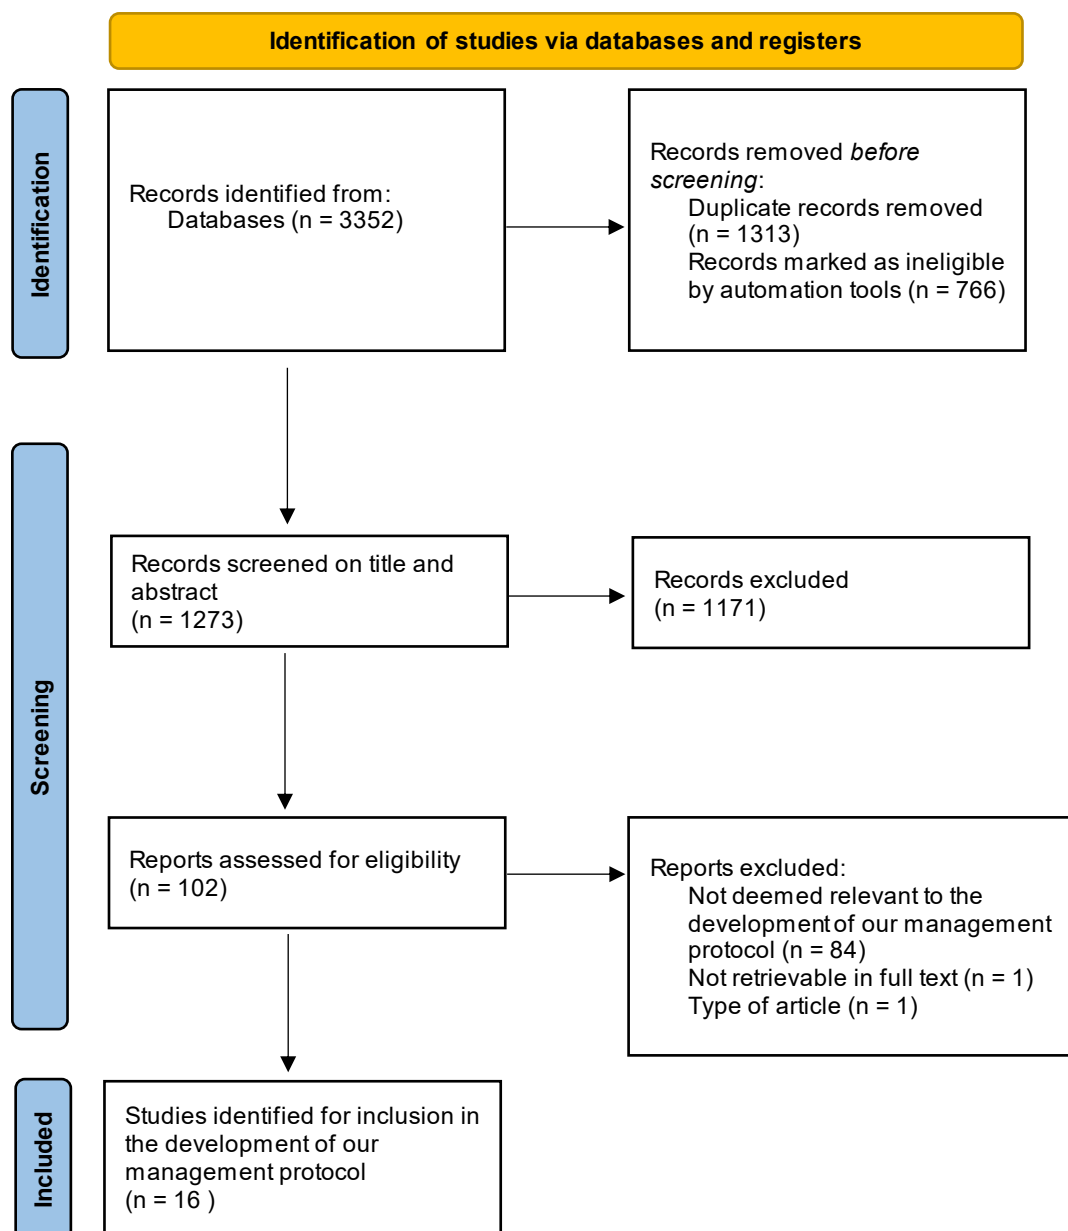 Identification of studies via databases and registers
Identification
Records identified from:
Databases (n = 3352)
Records removed before
screening:
Duplicate records removed
(n = 1313)
Records marked as ineligible
by automation tools (n = 766)
Screening
Records screened on title and
abstract
(n = 1273)
Records excluded
(n = 1171)
Reports assessed for eligibility
(n = 102)
Reports excluded:
Not deemed relevant to the
development of our management
protocol (n = 84)
Not retrievable in full text (n = 1)
Type of article (n = 1)
Included
Studies identified for inclusion in
the development of our
management protocol
(n = 16 )